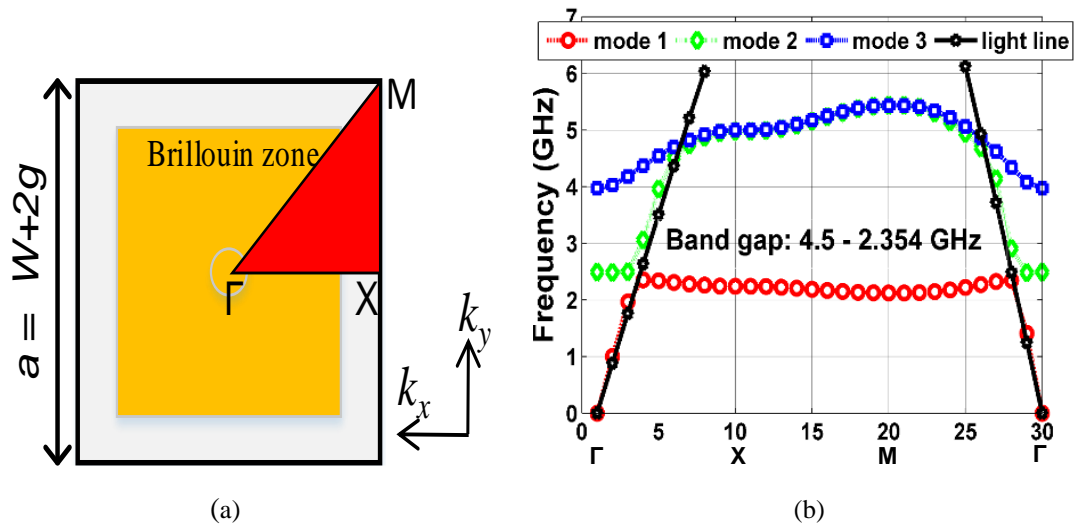 a = W+2g
Brillouin zone
M
Γ
X
k_y
k_x
(a)
7
mode 1 mode 2 mode 3 light line
6
5
4
3
2
1
0
Frequency (GHz)
Band gap: 4.5 - 2.354 GHz
0 5 10 15 20 25 30
Γ X M Γ
(b)